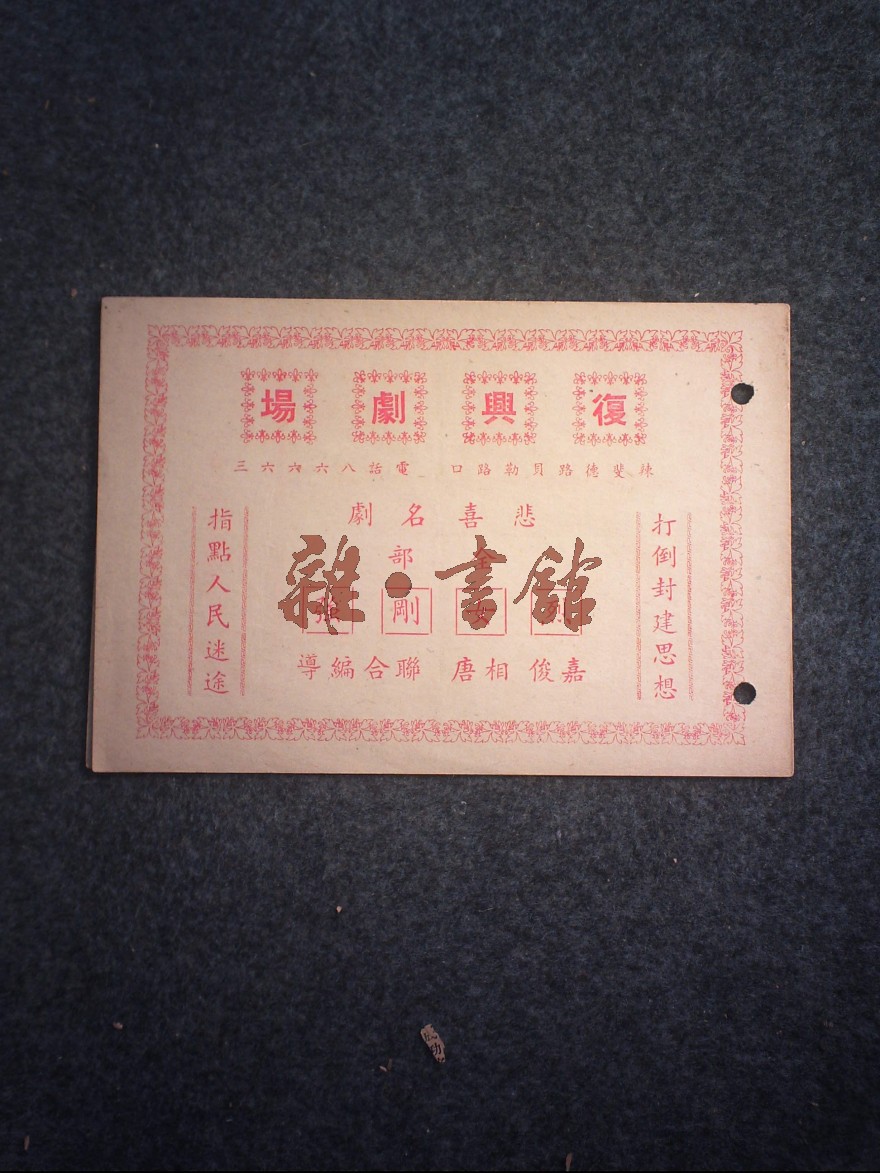 復興劇場
辣斐德路貝勒路口 電話八六六六三
打倒封建思想
悲喜名劇
全部
女剛
嘉俊 相唐 聯合編導
指點人民迷途
雜·書館